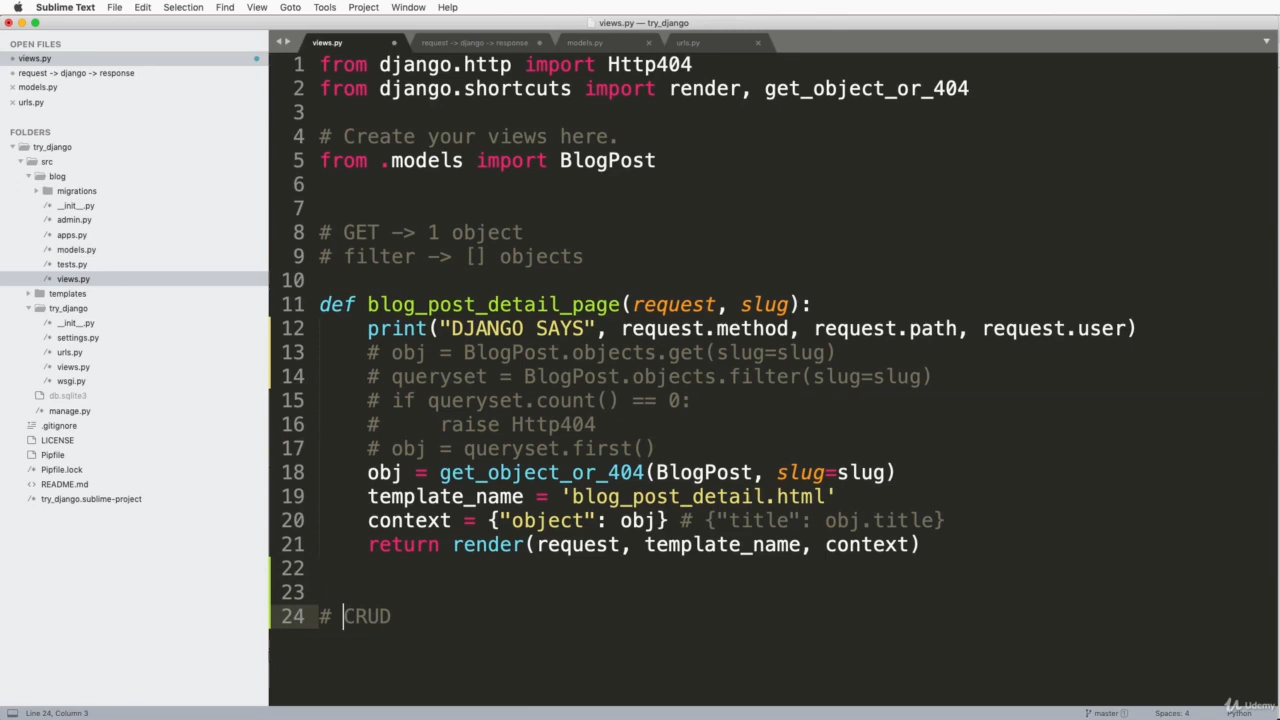 Sublime Text File Edit Selection Find View Goto Tools Project Window Help
views.py — try_django
OPEN FILES
views.py
request -> django -> response
models.py
urls.py
FOLDERS
try_django
src
blog
migrations
__init__.py
admin.py
apps.py
models.py
tests.py
views.py
templates
try_django
__init__.py
settings.py
urls.py
views.py
wsgi.py
db.sqlite3
manage.py
.gitignore
LICENSE
Pipfile
Pipfile.lock
README.md
try_django.sublime-project
views.py request -> django -> response models.py urls.py
1 from django.http import Http404
2 from django.shortcuts import render, get_object_or_404
3
4 # Create your views here.
5 from .models import BlogPost
6
7
8 # GET -> 1 object
9 # filter -> [] objects
10
11 def blog_post_detail_page(request, slug):
12     print("DJANGO SAYS", request.method, request.path, request.user)
13     # obj = BlogPost.objects.get(slug=slug)
14     # queryset = BlogPost.objects.filter(slug=slug)
15     # if queryset.count() == 0:
16     #     raise Http404
17     # obj = queryset.first()
18     obj = get_object_or_404(BlogPost, slug=slug)
19     template_name = 'blog_post_detail.html'
20     context = {"object": obj} # {"title": obj.title}
21     return render(request, template_name, context)
22
23
24 # CRUD
Line 24, Column 3 master 1 Spaces: 4 Python
Udemy